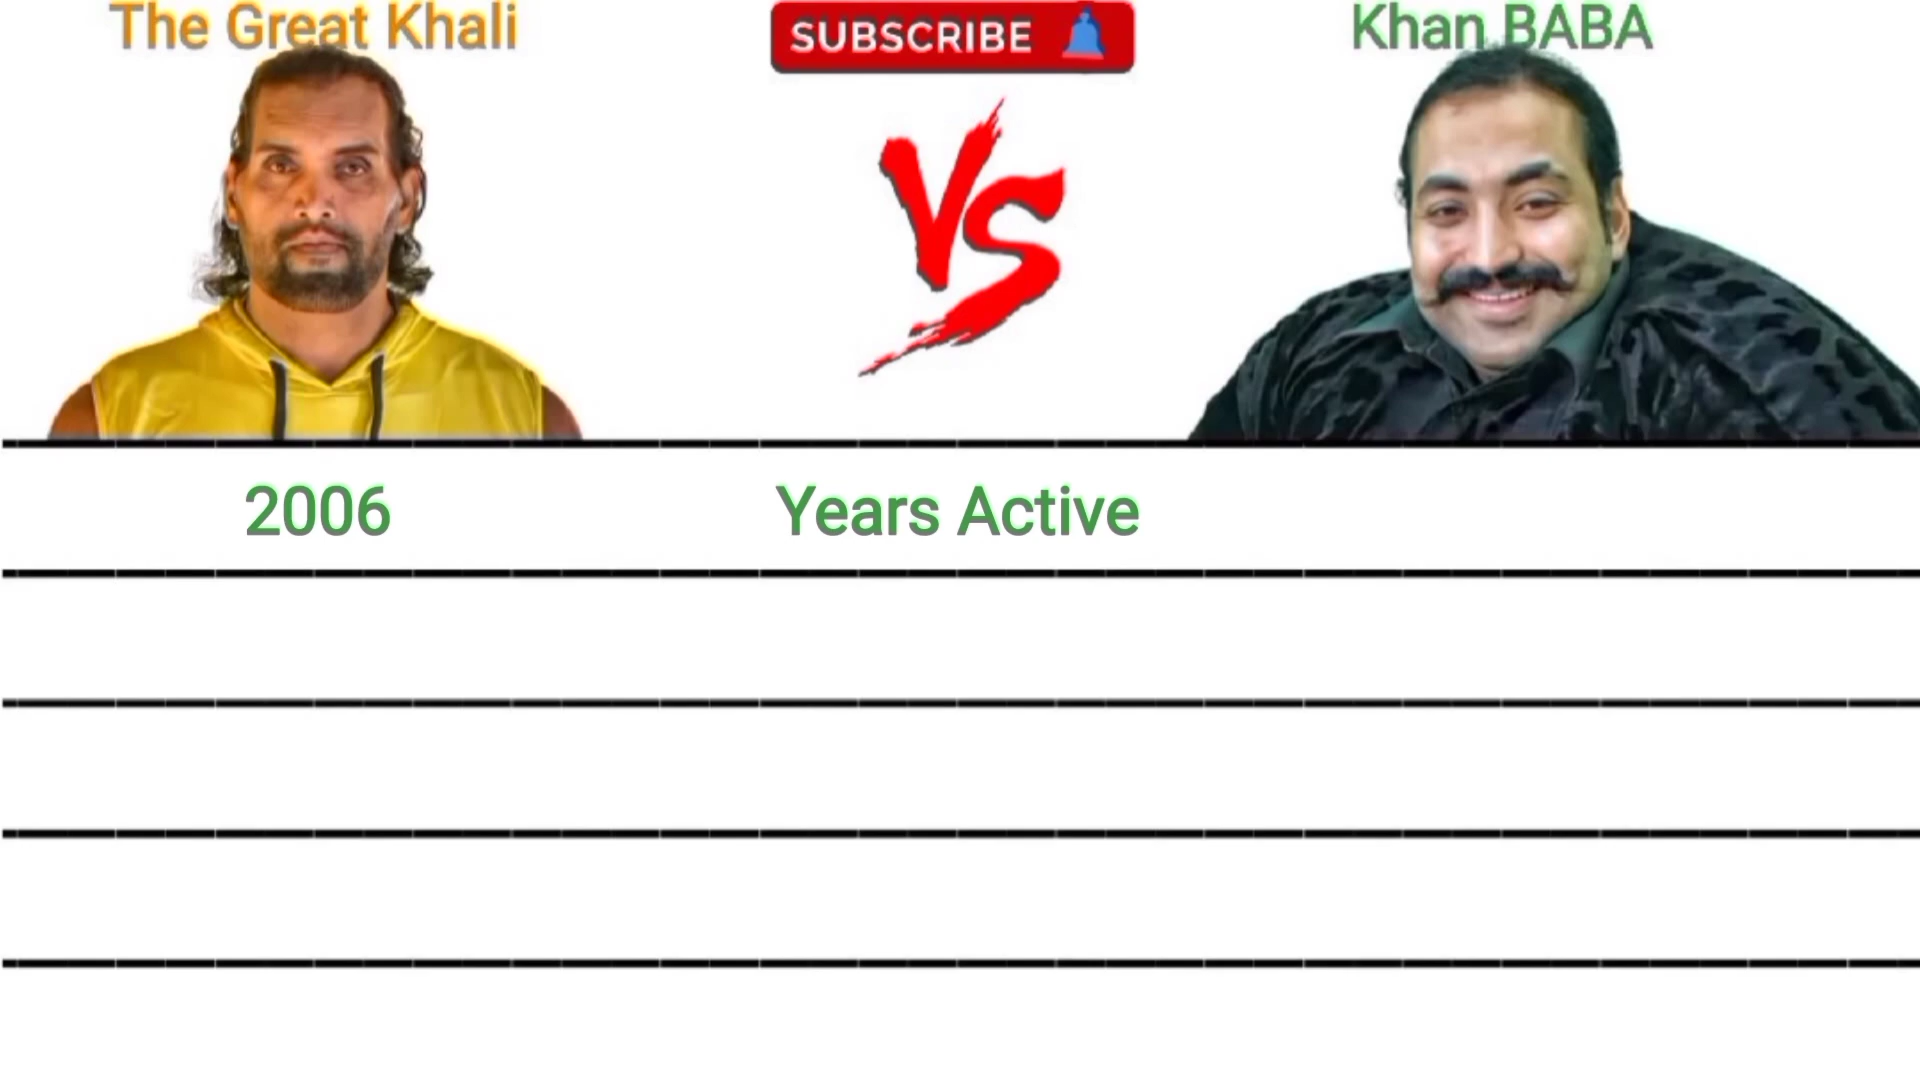 The Great Khali
SUBSCRIBE
Khan BABA
VS
2006
Years Active